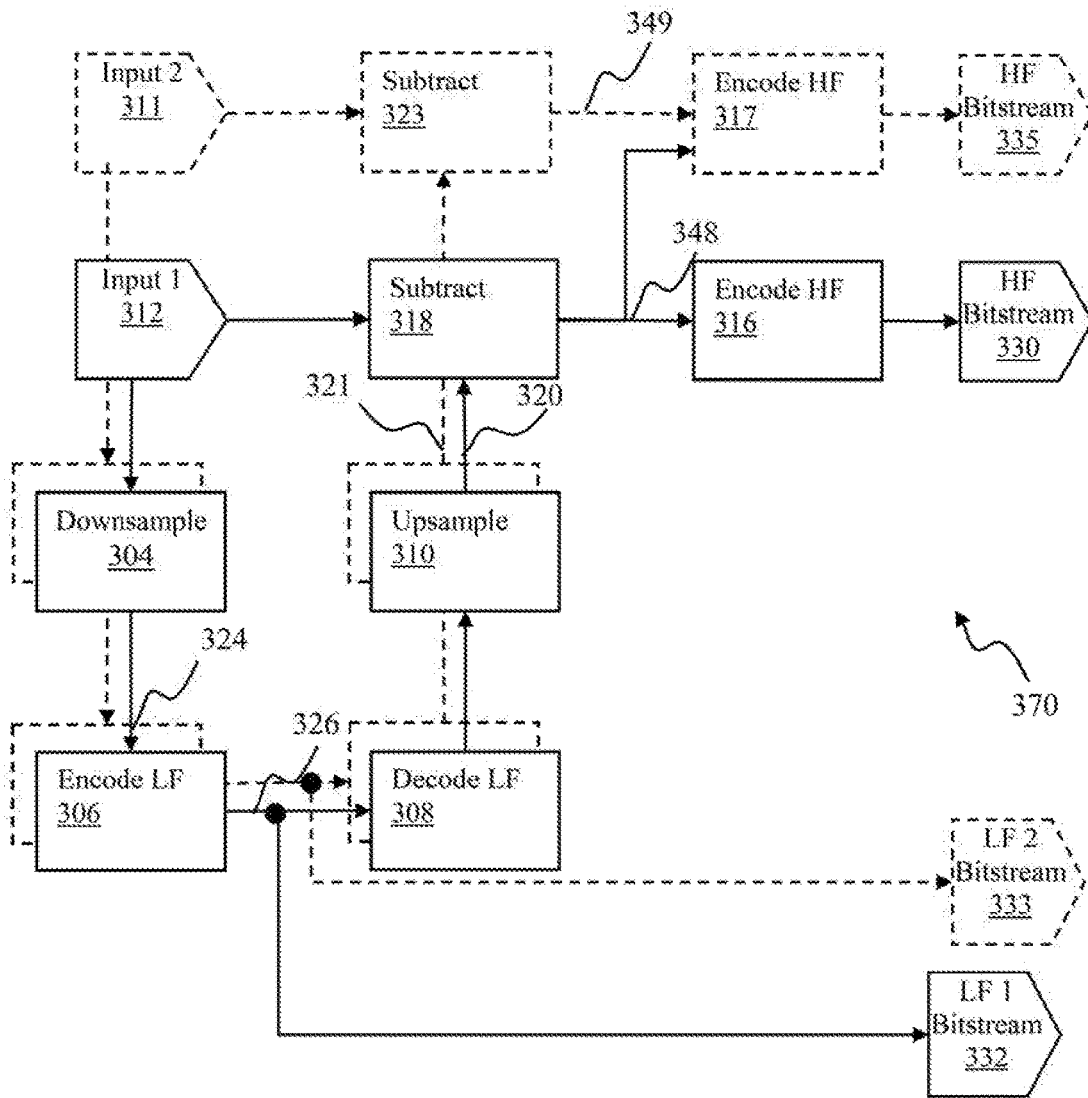 349
Input 2
311
Subtract
323
Encode HF
317
HF
Bitstream
335
348
Input 1
312
Subtract
318
Encode HF
316
HF
Bitstream
330
321
320
Downsample
304
Upsample
310
324
370
326
Encode LF
306
Decode LF
308
LF 2
Bitstream
333
LF 1
Bitstream
332